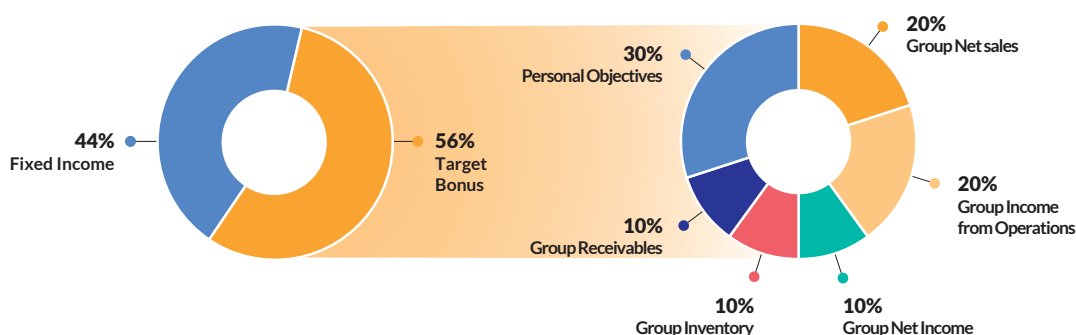 44%
Fixed Income
56%
Target
Bonus
30%
Personal Objectives
20%
Group Net sales
20%
Group Income
from Operations
10%
Group Receivables
10%
Group Inventory
10%
Group Net Income